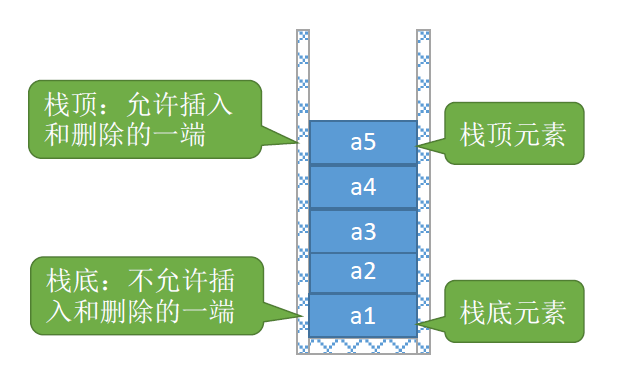 栈顶：允许插入
和删除的一端
栈顶元素
a5
a4
a3
a2
a1
栈底：不允许插
入和删除的一端
栈底元素